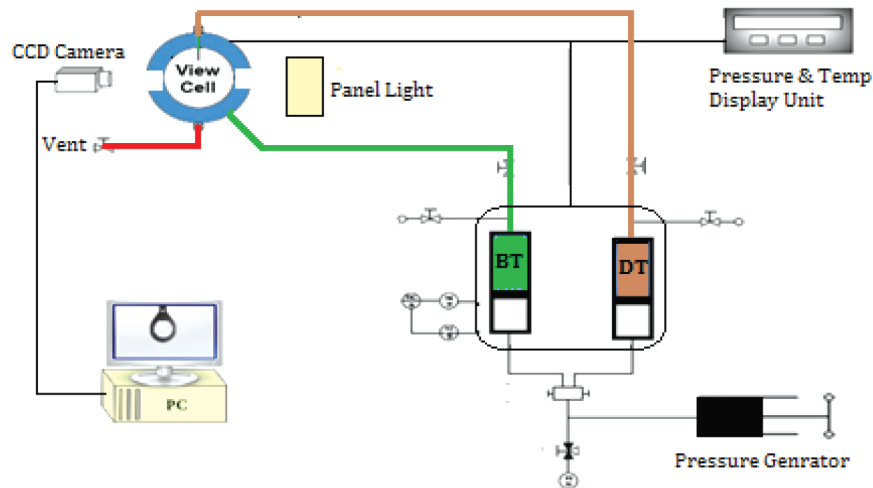 CCD Camera
View
Cell
Panel Light
Pressure & Temp
Display Unit
Vent
BT
DT
PC
Pressure Genrator